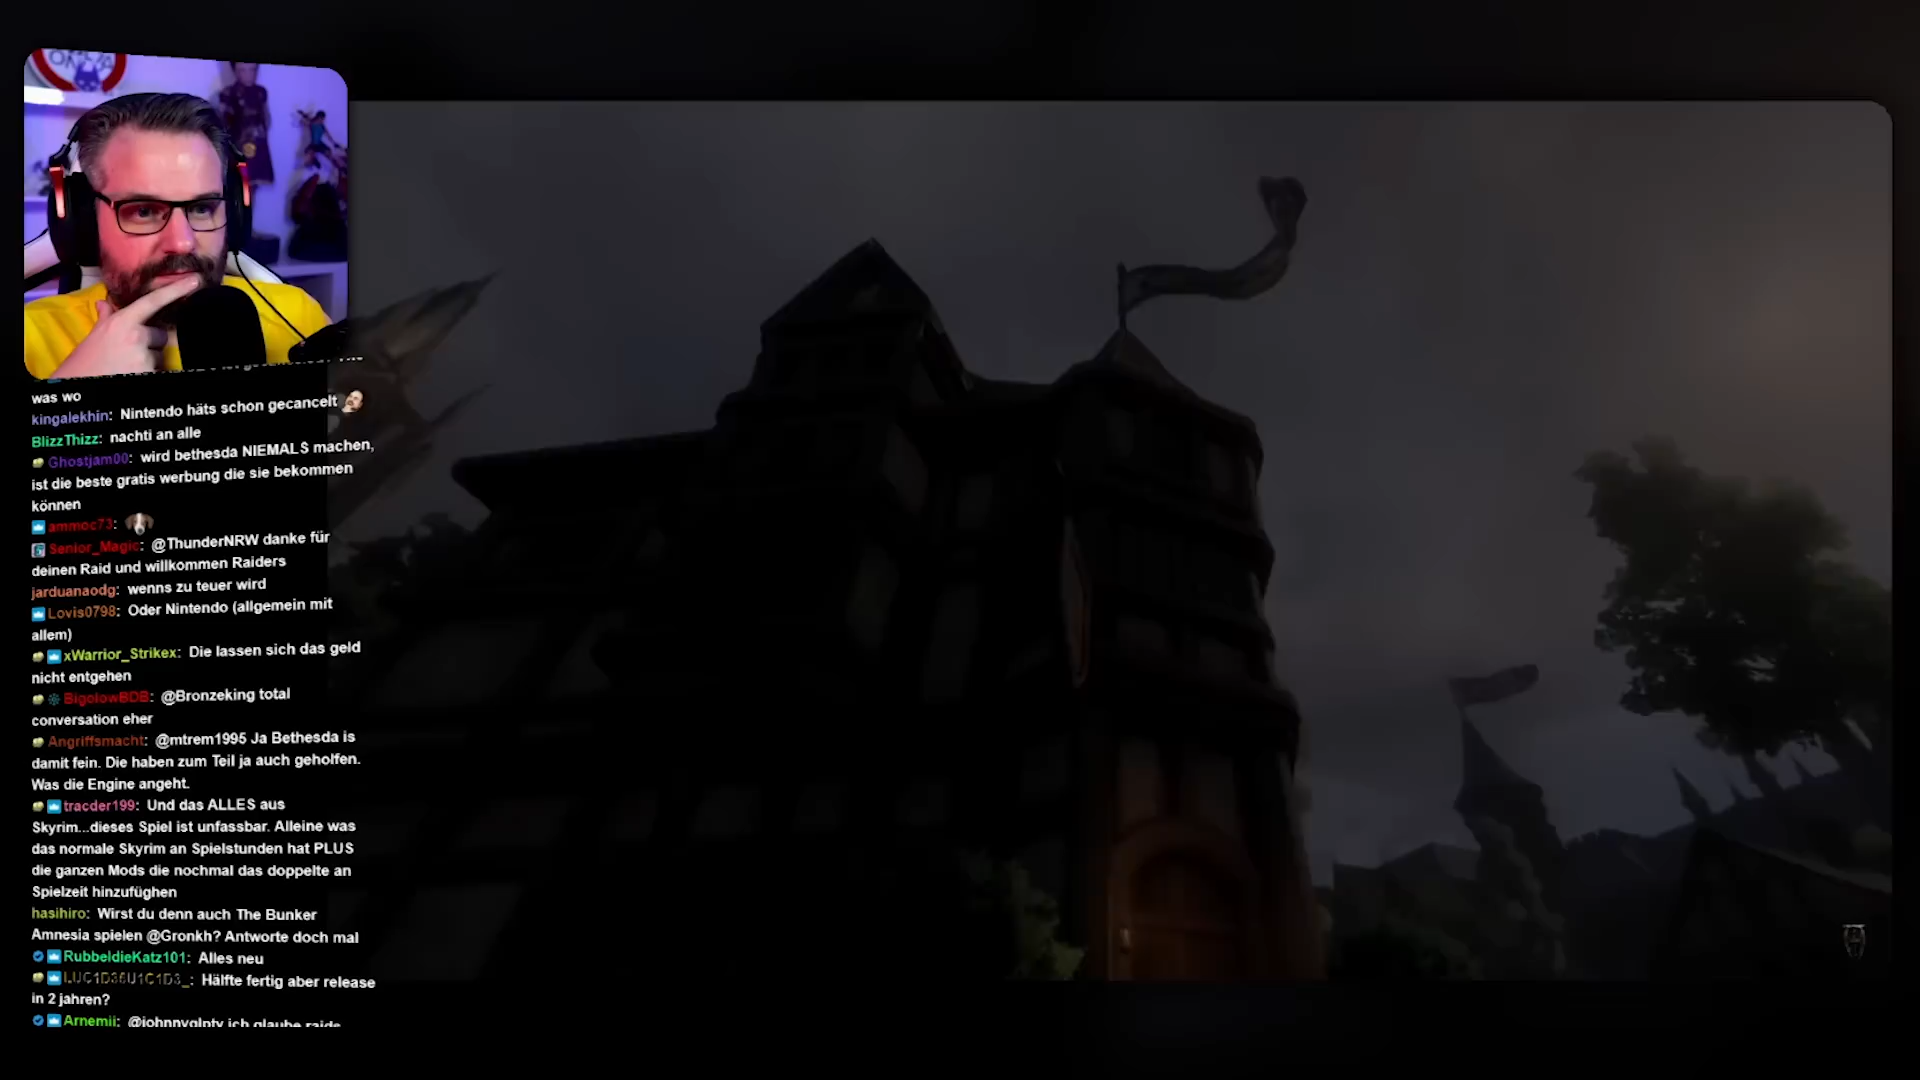 was wo
kingalekhin: Nintendo häts schon gecancelt
BlizzThizz: nachti an alle
Ghostjam00: wird bethesda NIEMALS machen,
ist die beste gratis werbung die sie bekommen
können
ammoc73:
Senior_Magic: @ThunderNRW danke für
deinen Raid und willkommen Raiders
jarduanaodg: wenns zu teuer wird
Lovis0798: Oder Nintendo (allgemein mit
allem)
xWarrior_Strikex: Die lassen sich das geld
nicht entgehen
BigolowBDB: @Bronzeking total
conversation eher
Angriffsmacht: @mtrem1995 Ja Bethesda is
damit fein. Die haben zum Teil ja auch geholfen.
Was die Engine angeht.
tracder199: Und das ALLES aus
Skyrim...dieses Spiel ist unfassbar. Alleine was
das normale Skyrim an Spielstunden hat PLUS
die ganzen Mods die nochmal das doppelte an
Spielzeit hinzufüghen
hasihiro: Wirst du denn auch The Bunker
Amnesia spielen @Gronkh? Antworte doch mal
RubbeldieKatz101: Alles neu
Hälfte fertig aber release
in 2 jahren?
Arnemii: @johnnyglpty ich glaube raids